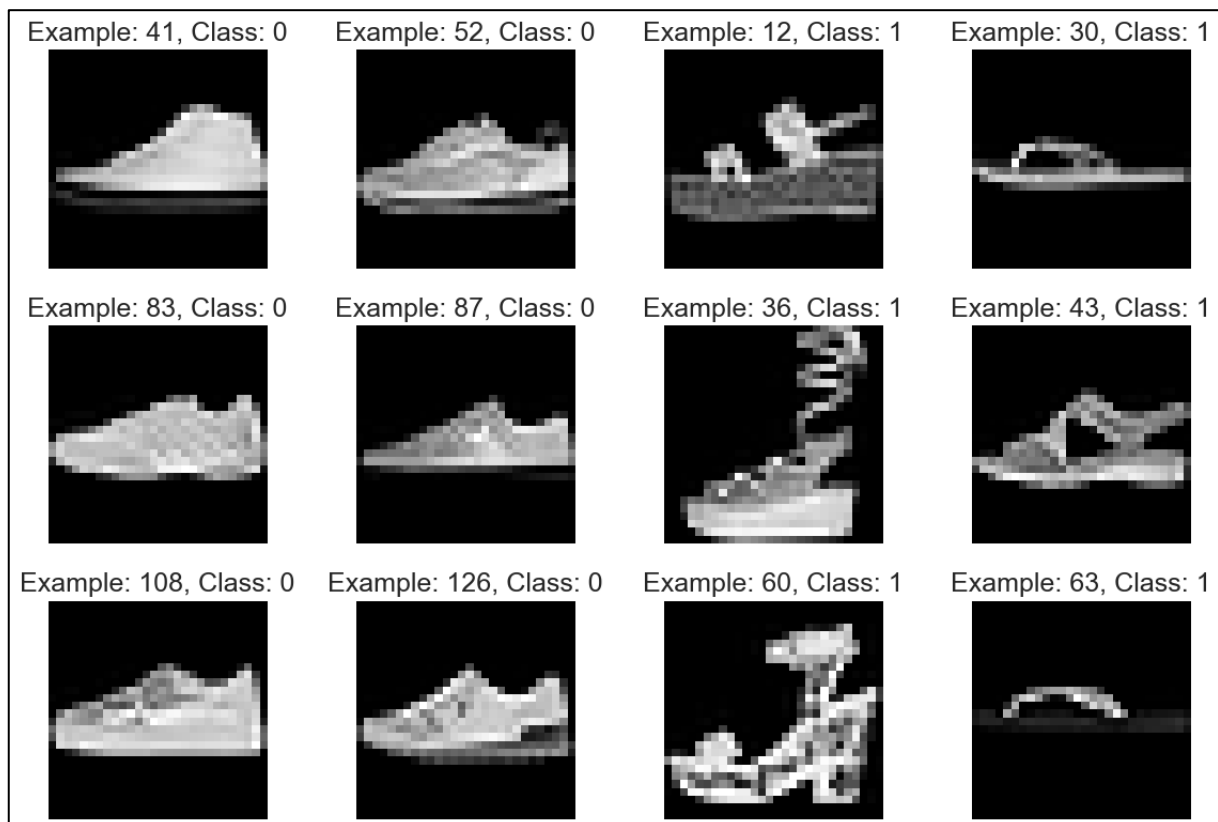 Example: 41, Class: 0
Example: 52, Class: 0
Example: 12, Class: 1
Example: 30, Class: 1
Example: 83, Class: 0
Example: 87, Class: 0
Example: 36, Class: 1
Example: 43, Class: 1
Example: 108, Class: 0
Example: 126, Class: 0
Example: 60, Class: 1
Example: 63, Class: 1